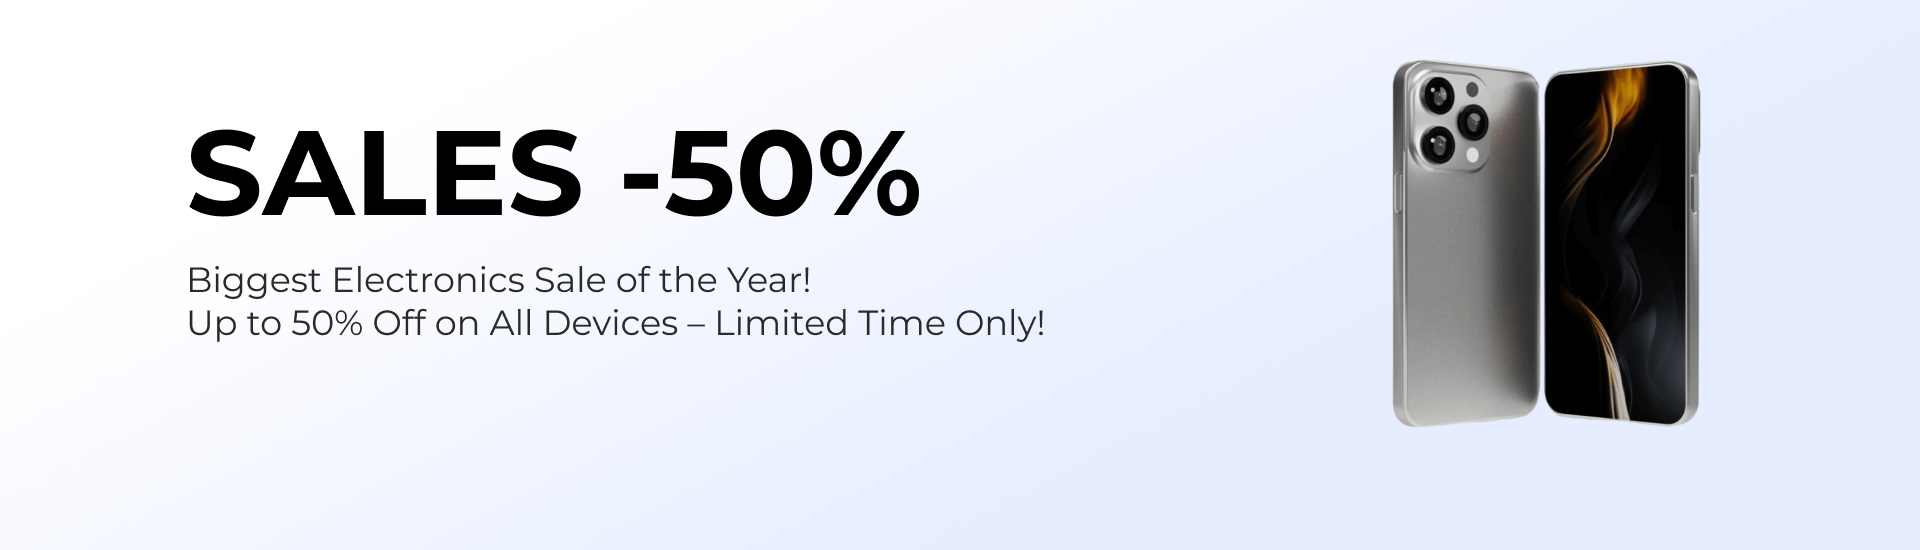 SALES -50%
Biggest Electronics Sale of the Year!
Up to 50% Off on All Devices – Limited Time Only!